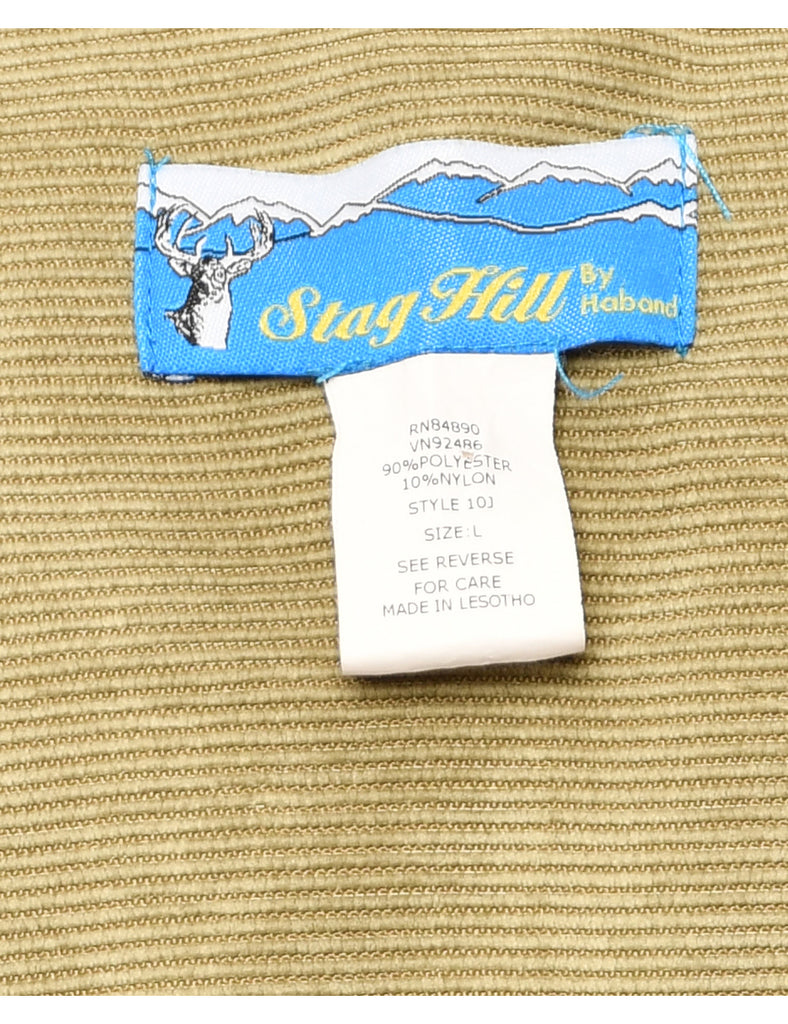 Stag Hill By
Haband
RN84890
VN92486
90%POLYESTER
10%NYLON
STYLE 10J
SIZE:L
SEE REVERSE
FOR CARE
MADE IN LESOTHO